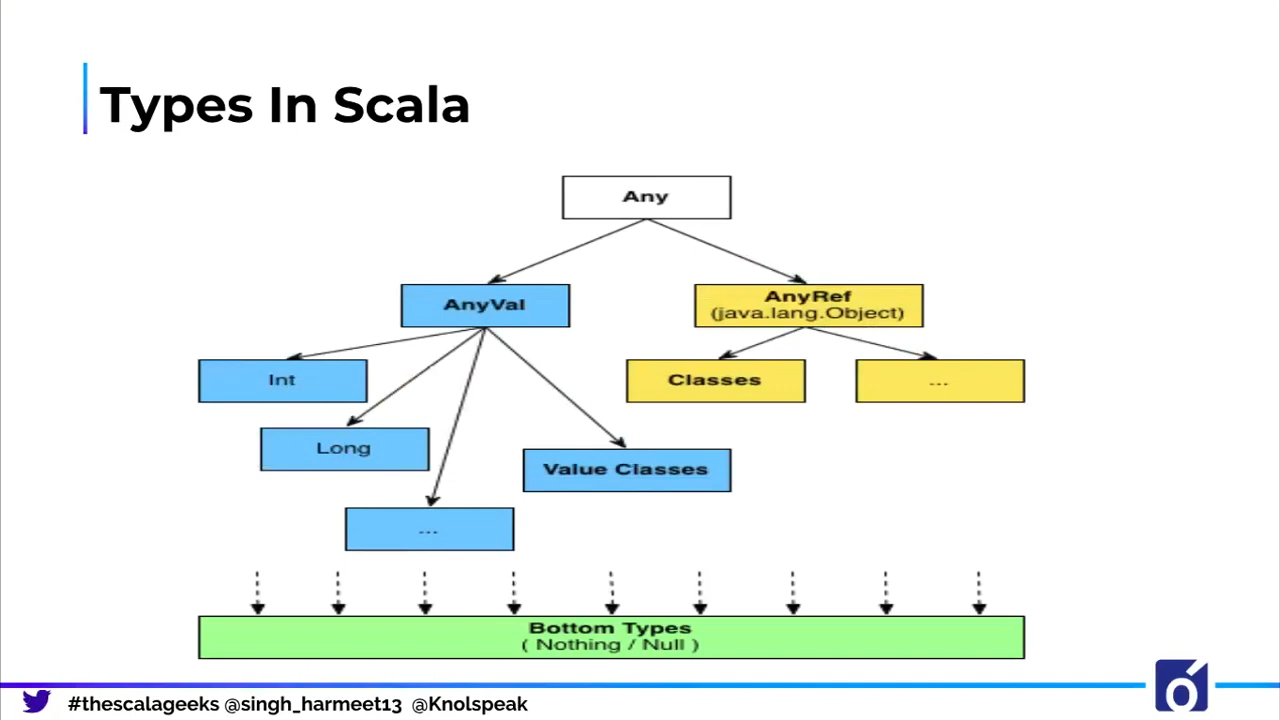 Types In Scala
Any
AnyVal
AnyRef
(java.lang.Object)
Int
Classes
...
Long
Value Classes
...
Bottom Types
( Nothing / Null )
#thescalageeks @singh_harmeet13 @Knolspeak